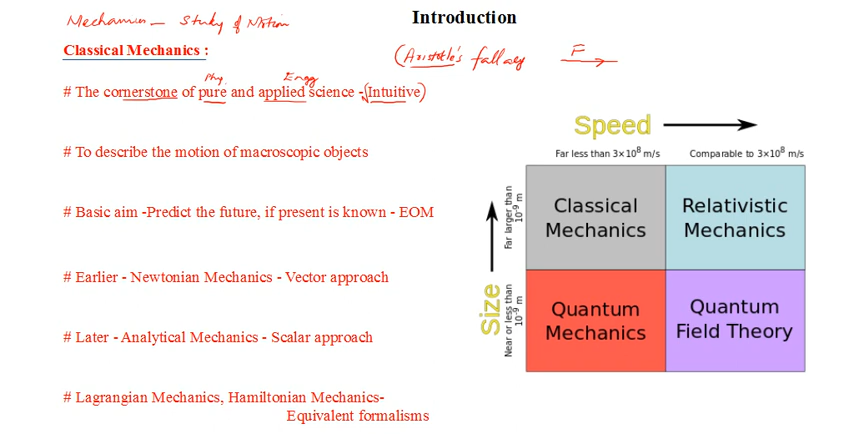 Introduction
Mechanics - Study of Motion
Classical Mechanics :
(Aristotle's fallacy F
Phy. Engg
# The cornerstone of pure and applied science -(Intuitive)
# To describe the motion of macroscopic objects
# Basic aim -Predict the future, if present is known - EOM
# Earlier - Newtonian Mechanics - Vector approach
# Later - Analytical Mechanics - Scalar approach
# Lagrangian Mechanics, Hamiltonian Mechanics-
Equivalent formalisms
Speed
Far less than 3×10⁸ m/s
Comparable to 3×10⁸ m/s
Size
Far larger than
10⁻⁹ m
Near or less than
10⁻⁹ m
Classical
Mechanics
Relativistic
Mechanics
Quantum
Mechanics
Quantum
Field Theory